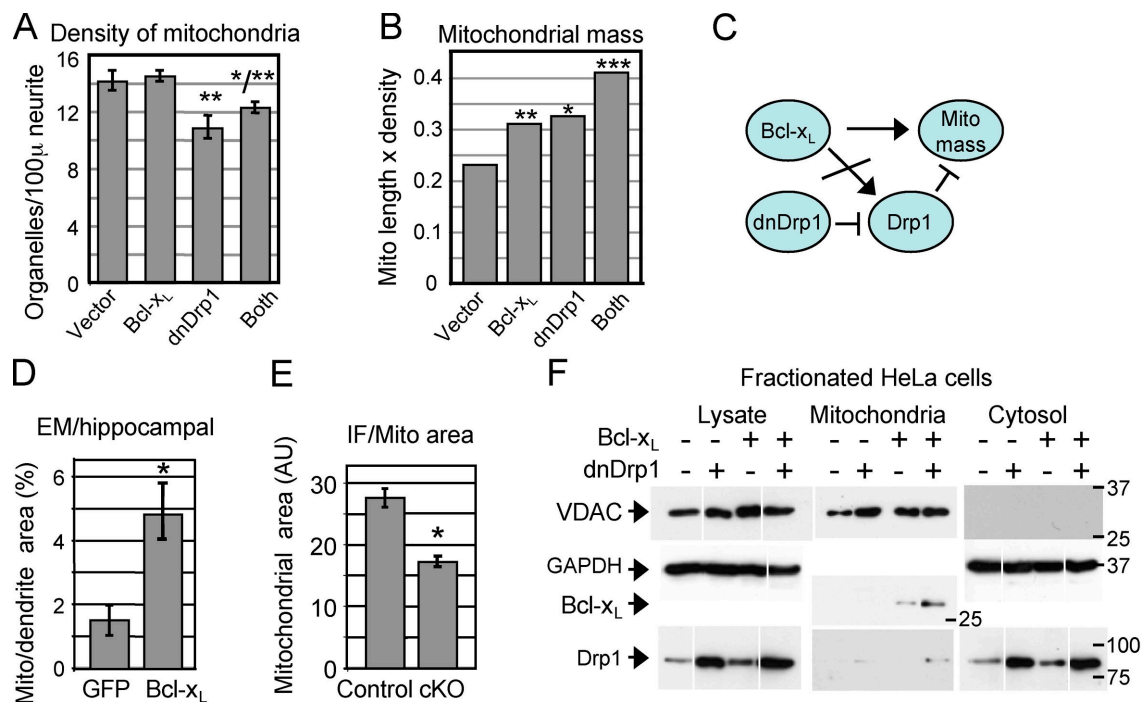 A
Density of mitochondria
Organelles/100µ neurite
16
12
8
4
0
**
*/**
Vector
Bcl-xL
dnDrp1
Both
B
Mitochondrial mass
Mito length x density
0.4
0.3
0.2
0.1
0
**
*
***
Vector
Bcl-xL
dnDrp1
Both
C
Bcl-xL
Mito
mass
dnDrp1
Drp1
D
EM/hippocampal
Mito/dendrite area (%)
6
4
2
0
*
GFP Bcl-xL
E
IF/Mito area
Mitochondrial area (AU)
30
20
10
0
*
Control cKO
F
Fractionated HeLa cells
Lysate Mitochondria Cytosol
Bcl-xL - - + + - - + + - - + +
dnDrp1 - + - + - + - + - + - +
VDAC
37
25
GAPDH
37
Bcl-xL
25
Drp1
100
75